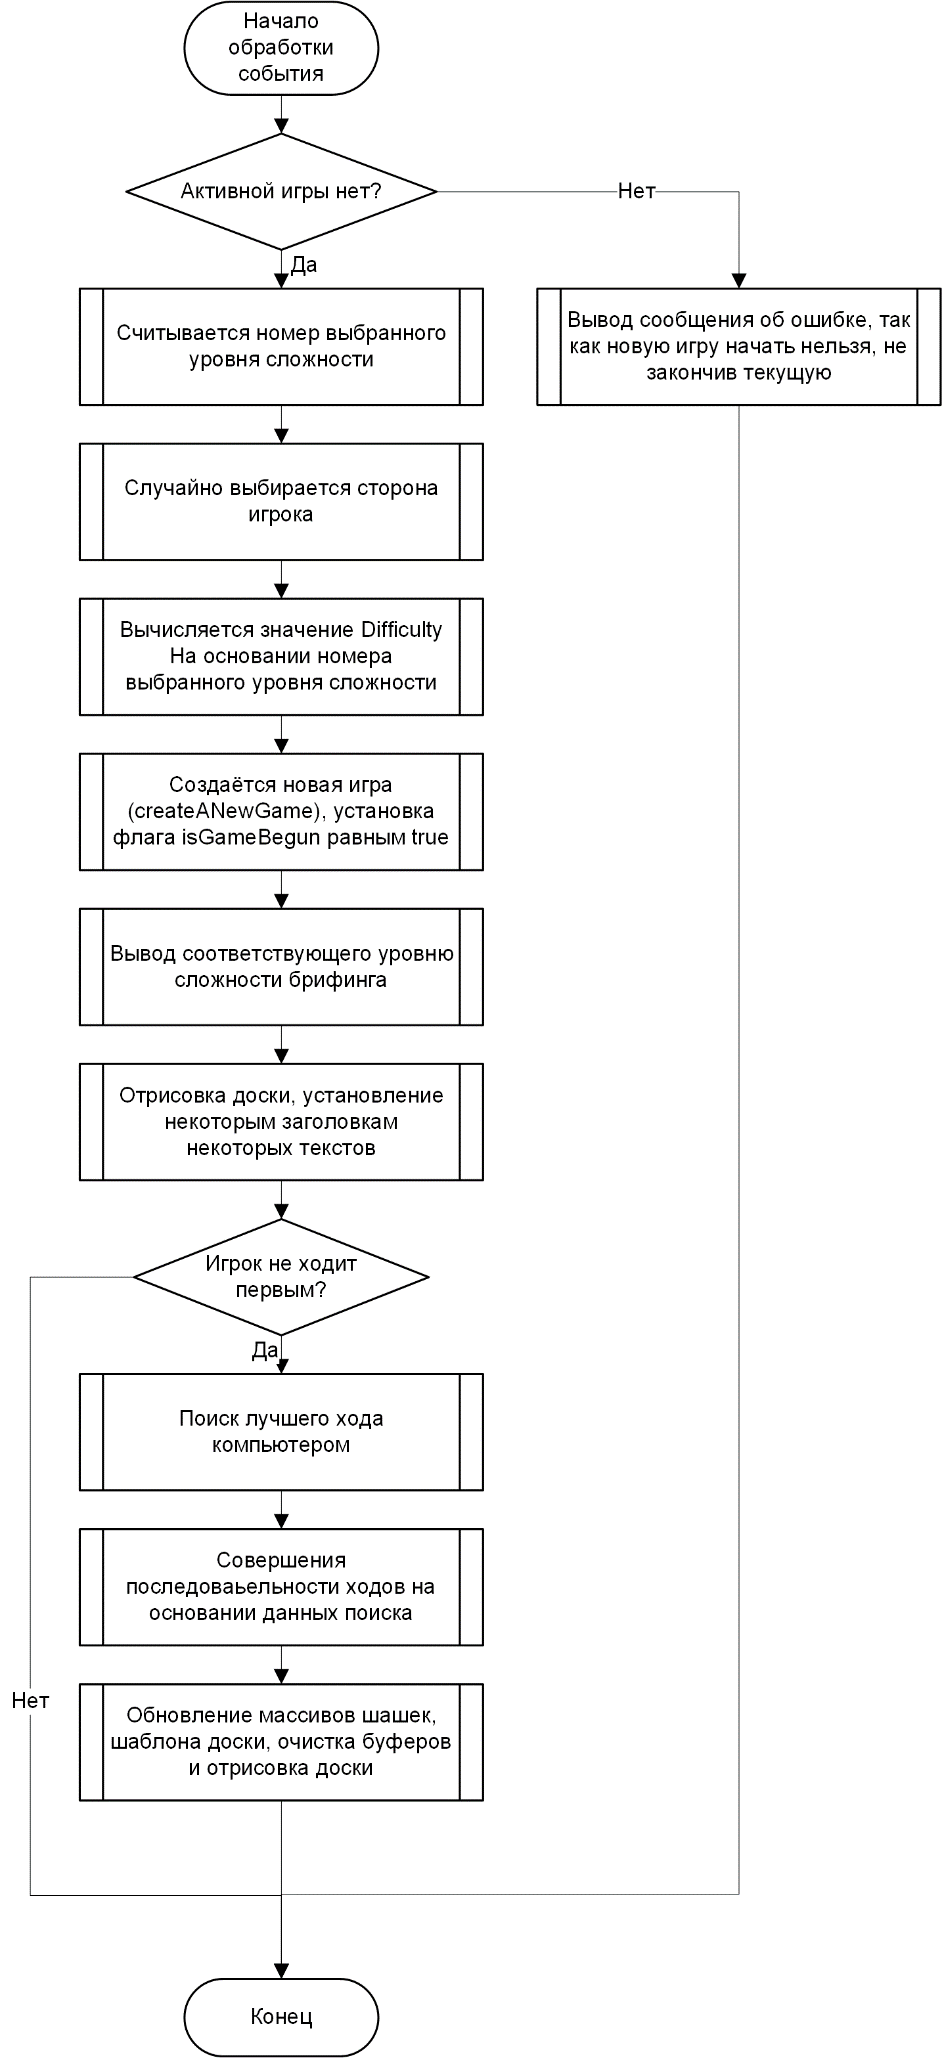 Начало
обработки
события
Активной игры нет?
Нет
Да
Считывается номер выбранного
уровня сложности
Вывод сообщения об ошибке, так
как новую игру начать нельзя, не
закончив текущую
Случайно выбирается сторона
игрока
Вычисляется значение Difficulty
На основании номера
выбранного уровня сложности
Создаётся новая игра
(createANewGame), установка
флага isGameBegun равным true
Вывод соответствующего уровню
сложности брифинга
Отрисовка доски, установление
некоторым заголовкам
некоторых текстов
Игрок не ходит
первым?
Да
Поиск лучшего хода
компьютером
Совершения
последоваьельности ходов на
основании данных поиска
Нет
Обновление массивов шашек,
шаблона доски, очистка буферов
и отрисовка доски
Конец